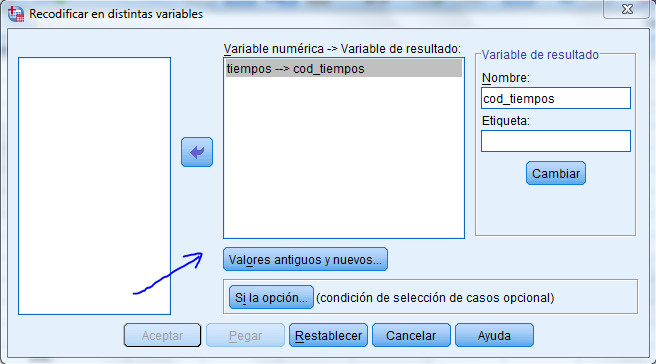 Recodificar en distintas variables
Variable numérica -> Variable de resultado:
tiempos --> cod_tiempos
Variable de resultado
Nombre:
cod_tiempos
Etiqueta:
Cambiar
Valores antiguos y nuevos...
Si la opción... (condición de selección de casos opcional)
Aceptar Pegar Restablecer Cancelar Ayuda